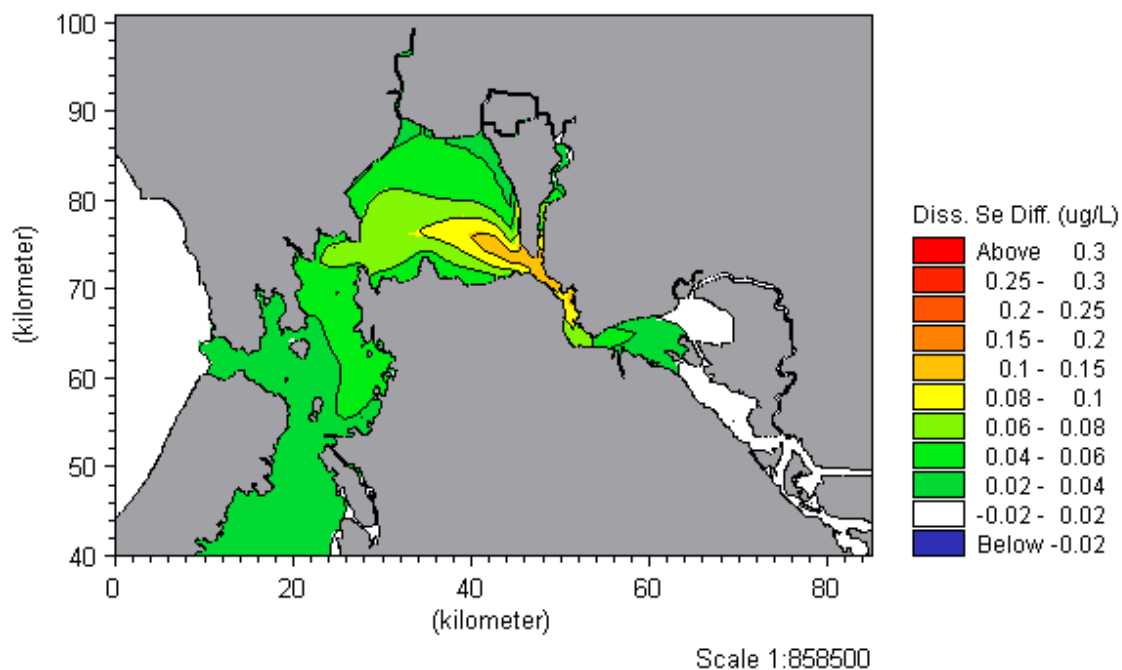 100
90
80
70
60
50
40
(kilometer)
0 20 40 60 80
(kilometer)
Scale 1:858500
Diss. Se Diff. (ug/L)
Above 0.3
0.25 - 0.3
0.2 - 0.25
0.15 - 0.2
0.1 - 0.15
0.08 - 0.1
0.06 - 0.08
0.04 - 0.06
0.02 - 0.04
-0.02 - 0.02
Below -0.02